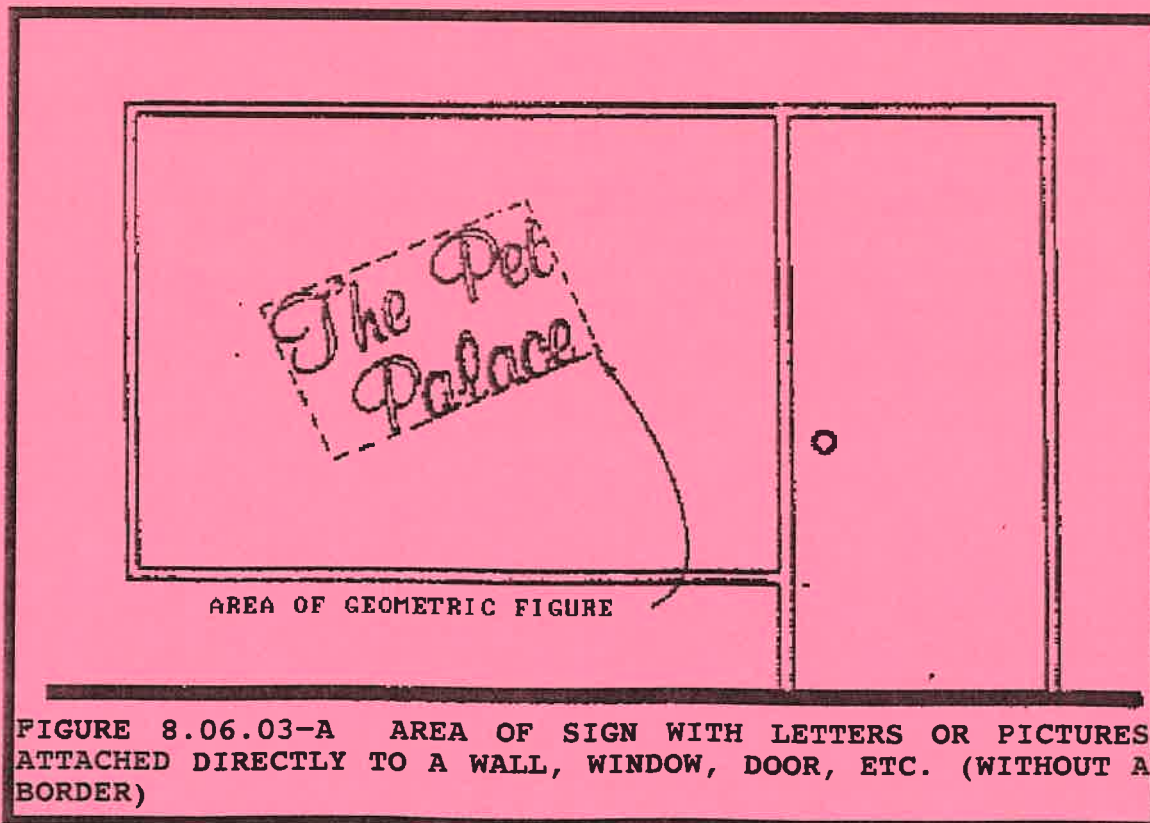 The Pet
Palace
AREA OF GEOMETRIC FIGURE
FIGURE 8.06.03-A AREA OF SIGN WITH LETTERS OR PICTURES
ATTACHED DIRECTLY TO A WALL, WINDOW, DOOR, ETC. (WITHOUT A
BORDER)